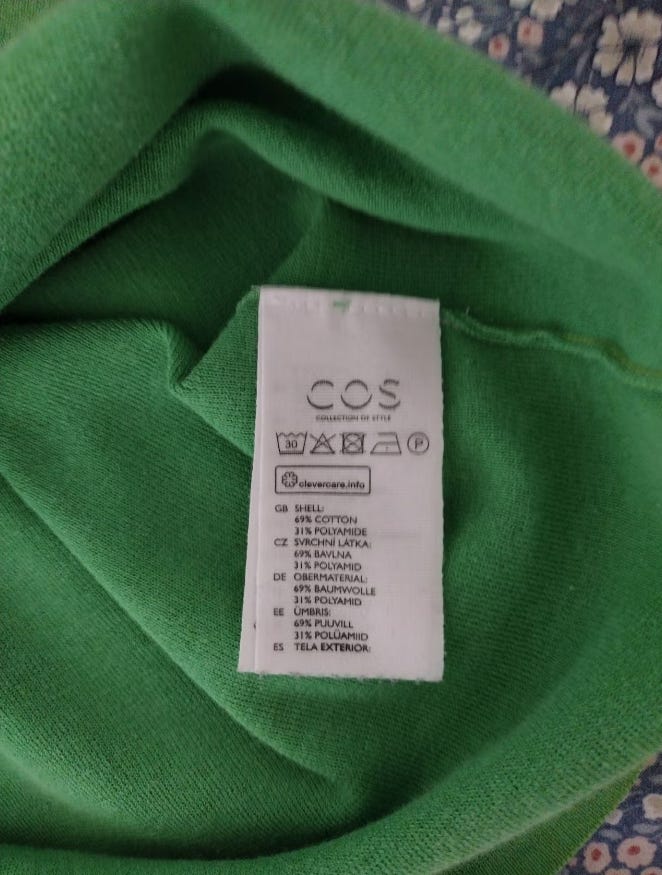 COS
COLLECTION OF STYLE
30 P
clevercare.info
GB SHELL:
69% COTTON
31% POLYAMIDE
CZ SVRCHNÍ LÁTKA:
69% BAVLNA
31% POLYAMID
DE OBERMATERIAL:
69% BAUMWOLLE
31% POLYAMID
EE ÜMBRIS:
69% PUUVILL
31% POLÜAMIID
ES TELA EXTERIOR: